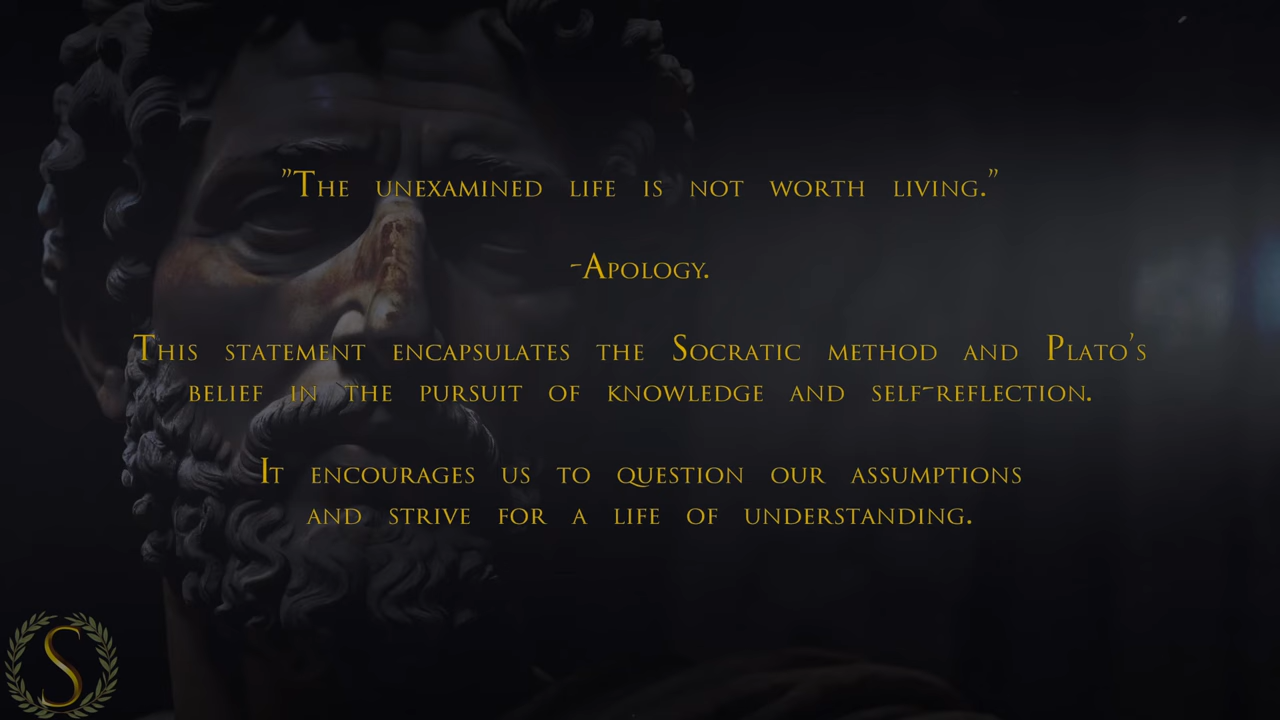 "The unexamined life is not worth living."
-Apology.
This statement encapsulates the Socratic method and Plato's
belief in the pursuit of knowledge and self-reflection.
It encourages us to question our assumptions
and strive for a life of understanding.
S